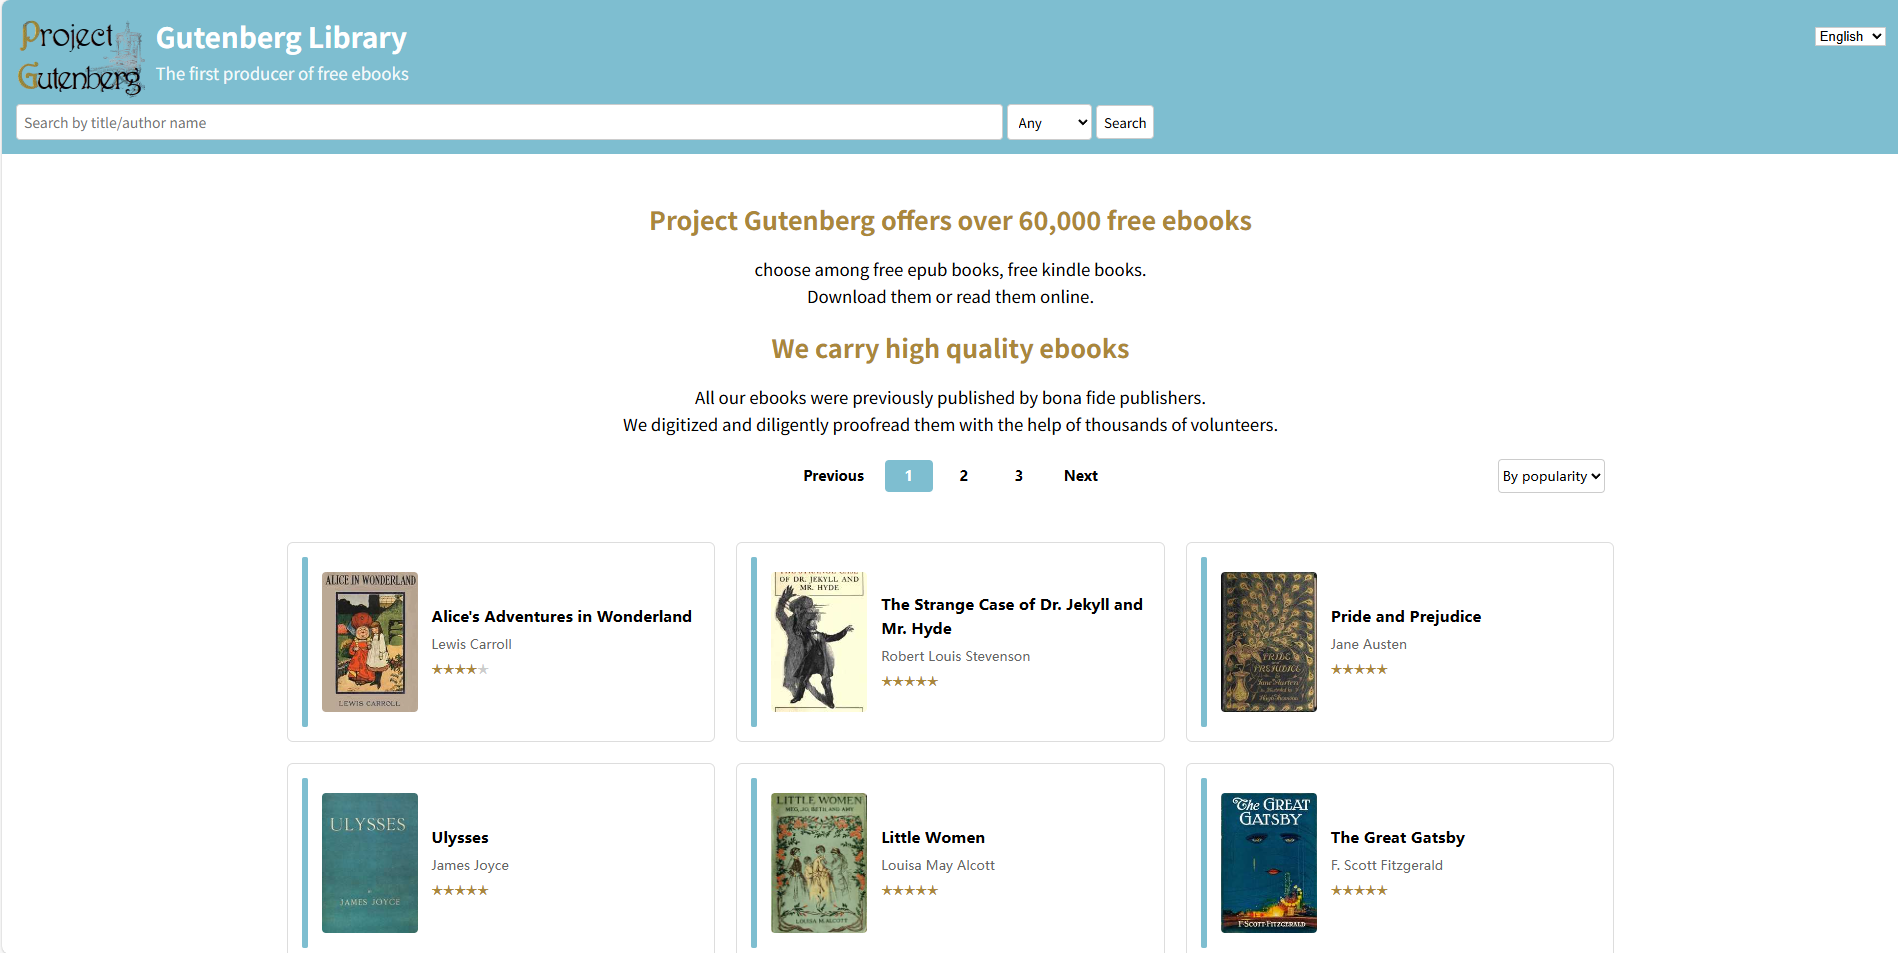 Project
Gutenberg
Gutenberg Library
The first producer of free ebooks
English
Search by title/author name
Any
Search
Project Gutenberg offers over 60,000 free ebooks
choose among free epub books, free kindle books.
Download them or read them online.
We carry high quality ebooks
All our ebooks were previously published by bona fide publishers.
We digitized and diligently proofread them with the help of thousands of volunteers.
Previous 1 2 3 Next
By popularity
ALICE IN WONDERLAND
LEWIS CARROLL
Alice's Adventures in Wonderland
Lewis Carroll
THE STRANGE CASE
OF DR. JEKYLL AND
MR. HYDE
The Strange Case of Dr. Jekyll and
Mr. Hyde
Robert Louis Stevenson
PRIDE
PREJUDICE
Jane Austen
Pride and Prejudice
Jane Austen
ULYSSES
JAMES JOYCE
Ulysses
James Joyce
LITTLE WOMEN
MEG, JO, BETH AND AMY
LOUISA M. ALCOTT
Little Women
Louisa May Alcott
The GREAT
GATSBY
F·SCOTT·FITZGERALD
The Great Gatsby
F. Scott Fitzgerald